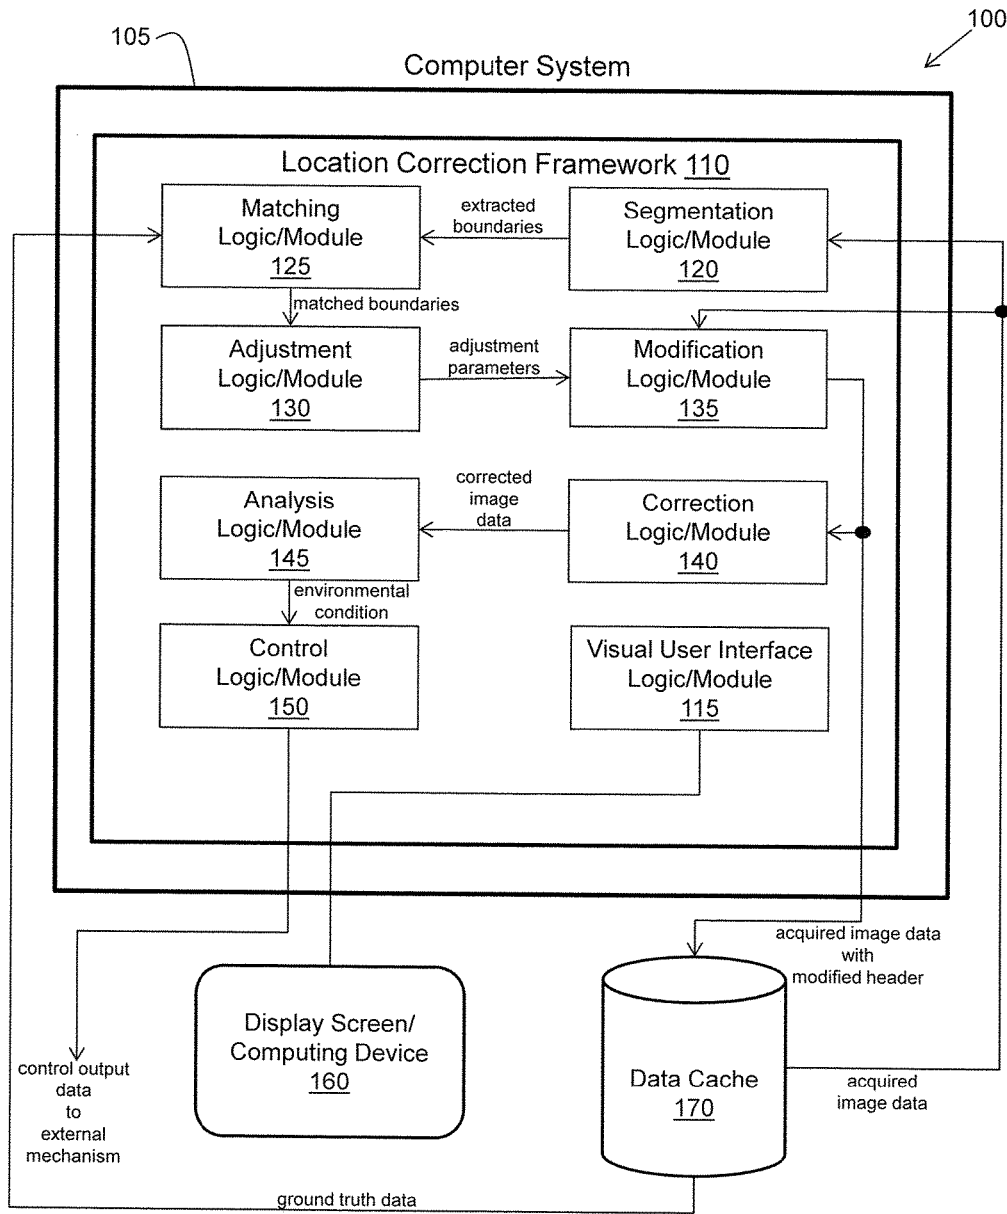 100
105
Computer System
Location Correction Framework 110
Matching
Logic/Module
125
extracted
boundaries
Segmentation
Logic/Module
120
matched boundaries
Adjustment
Logic/Module
130
adjustment
parameters
Modification
Logic/Module
135
Analysis
Logic/Module
145
corrected
image
data
Correction
Logic/Module
140
environmental
condition
Control
Logic/Module
150
Visual User Interface
Logic/Module
115
acquired image data
with
modified header
Display Screen/
Computing Device
160
Data Cache
170
control output
data
to
external
mechanism
acquired
image data
ground truth data